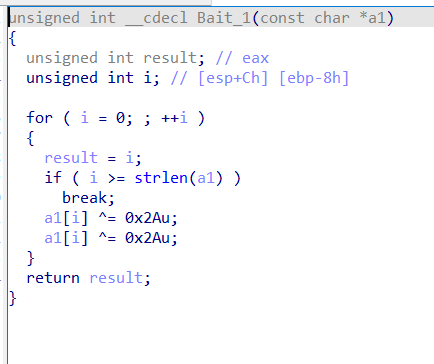 unsigned int __cdecl Bait_1(const char *a1)
{
  unsigned int result; // eax
  unsigned int i; // [esp+Ch] [ebp-8h]

  for ( i = 0; ; ++i )
  {
    result = i;
    if ( i >= strlen(a1) )
      break;
    a1[i] ^= 0x2Au;
    a1[i] ^= 0x2Au;
  }
  return result;
}